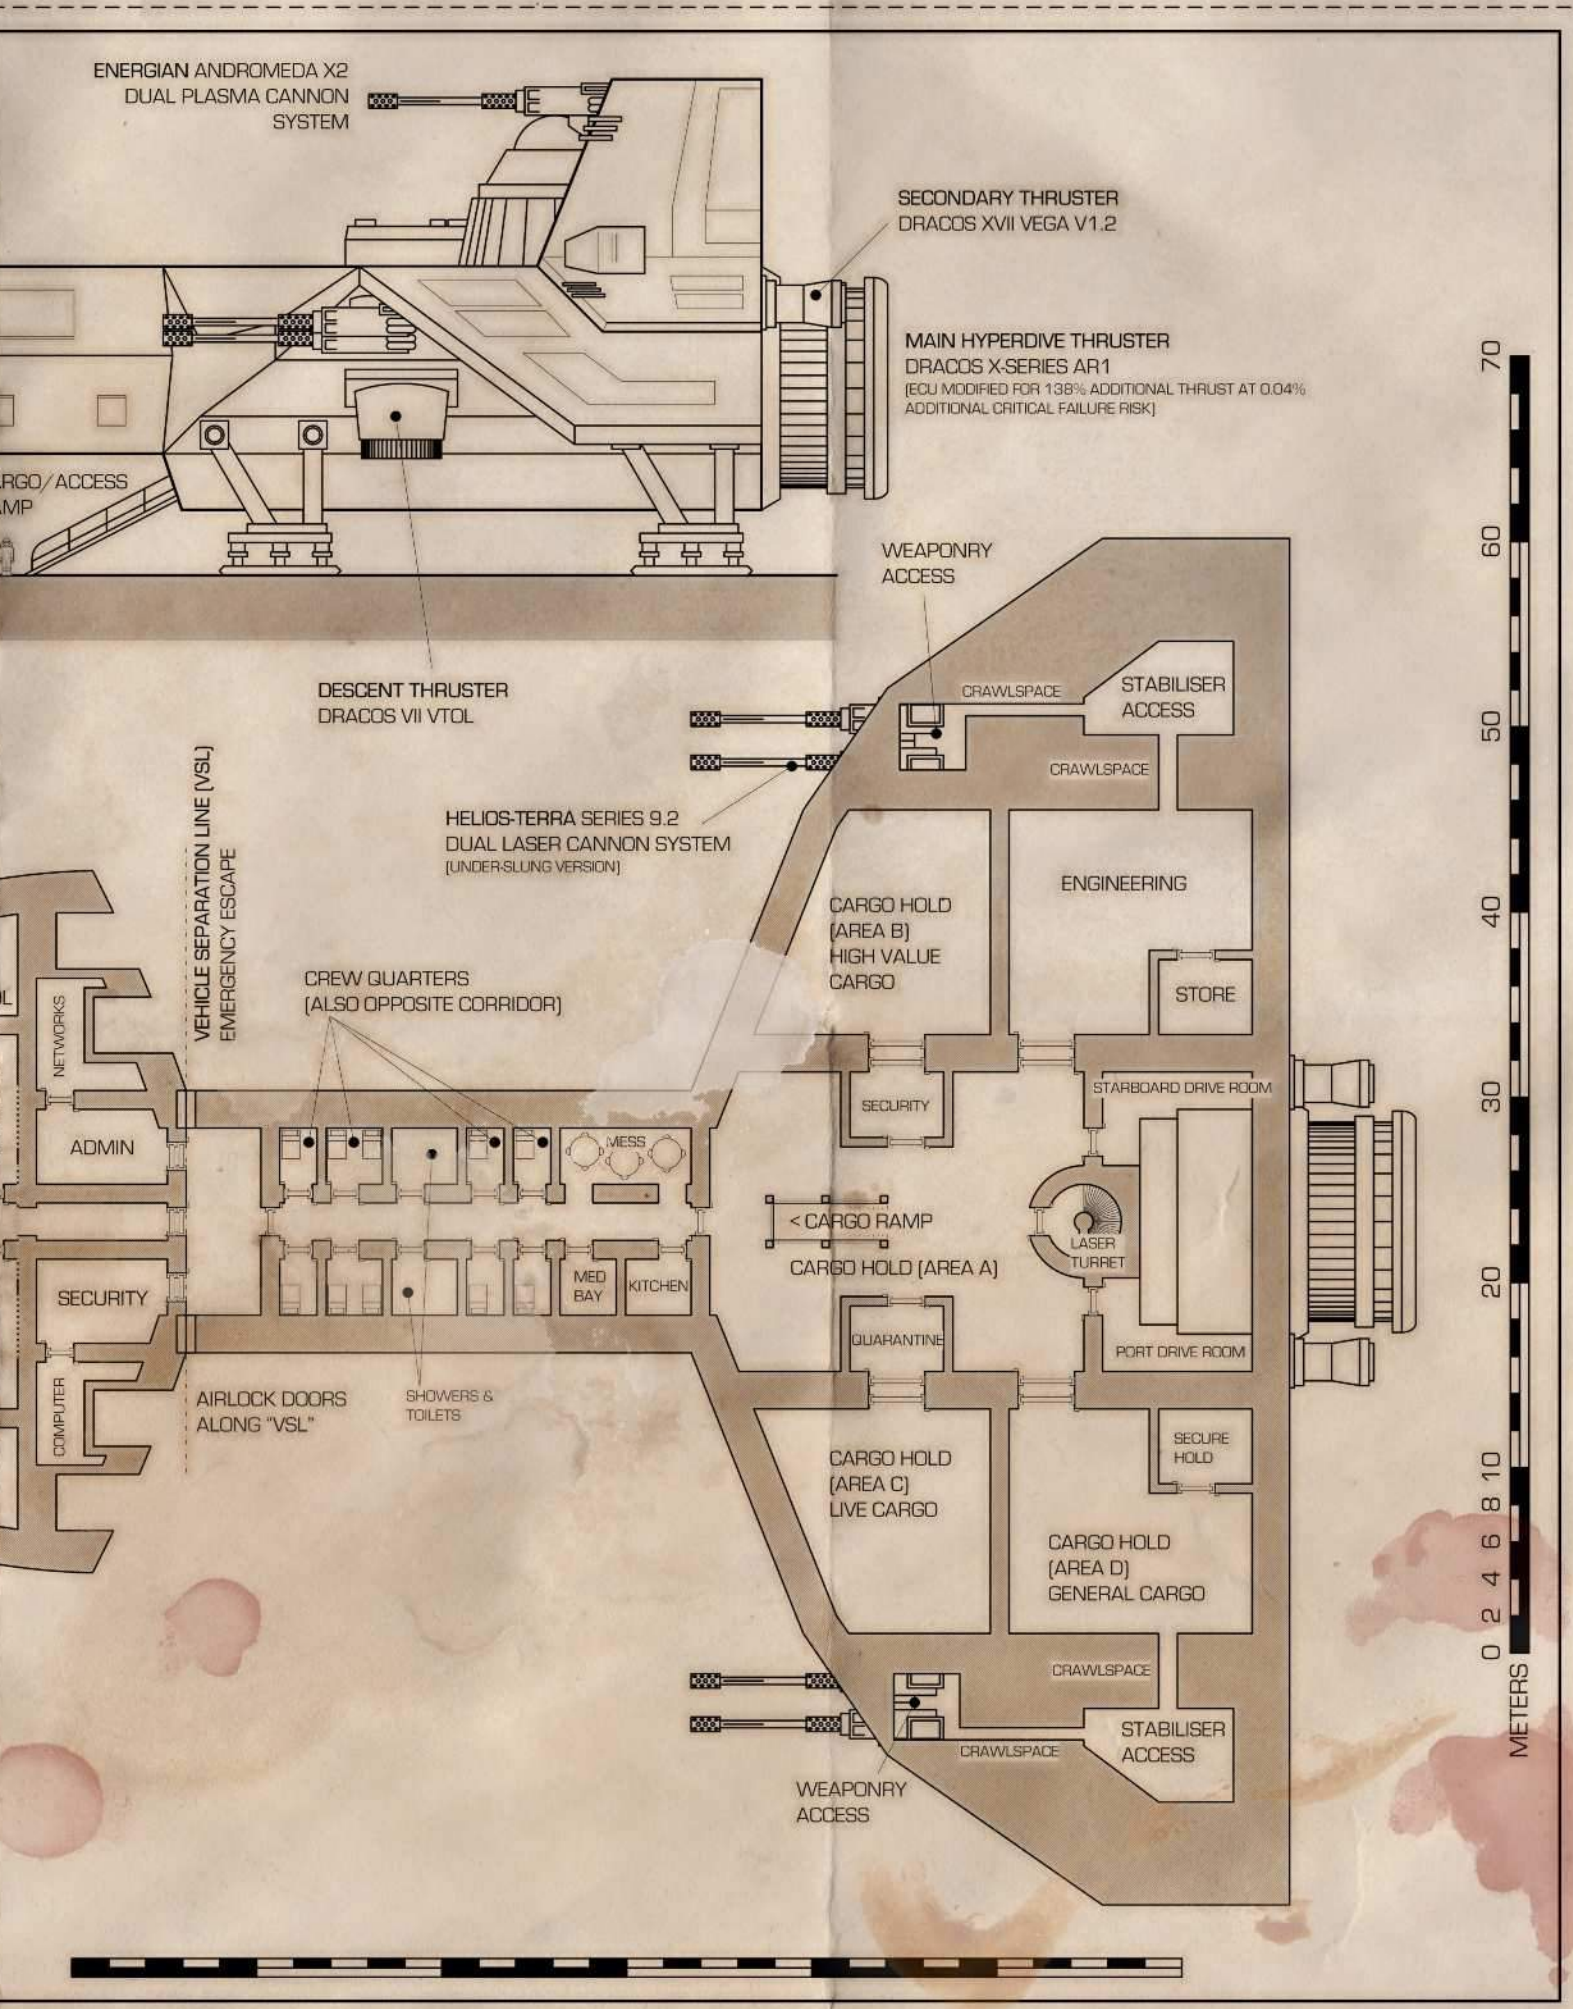 ENERGIAN ANDROMEDA X2
DUAL PLASMA CANNON
SYSTEM
SECONDARY THRUSTER
DRACOS XVII VEGA V1.2
MAIN HYPERDIVE THRUSTER
DRACOS X-SERIES AR1
(ECU MODIFIED FOR 138% ADDITIONAL THRUST AT 0.04%
ADDITIONAL CRITICAL FAILURE RISK)
RGO/ACCESS
MP
DESCENT THRUSTER
DRACOS VII VTOL
WEAPONRY
ACCESS
CRAWLSPACE
STABILISER
ACCESS
CRAWLSPACE
VEHICLE SEPARATION LINE (VSL)
EMERGENCY ESCAPE
HELIOS-TERRA SERIES 9.2
DUAL LASER CANNON SYSTEM
(UNDER-SLUNG VERSION)
CREW QUARTERS
(ALSO OPPOSITE CORRIDOR)
CARGO HOLD
(AREA B)
HIGH VALUE
CARGO
ENGINEERING
STORE
OL
NETWORKS
ADMIN
MESS
SECURITY
STARBOARD DRIVE ROOM
< CARGO RAMP
CARGO HOLD (AREA A)
LASER
TURRET
SECURITY
MED
BAY
KITCHEN
QUARANTINE
PORT DRIVE ROOM
COMPUTER
AIRLOCK DOORS
ALONG "VSL"
SHOWERS &
TOILETS
CARGO HOLD
(AREA C)
LIVE CARGO
SECURE
HOLD
CARGO HOLD
(AREA D)
GENERAL CARGO
CRAWLSPACE
STABILISER
ACCESS
CRAWLSPACE
WEAPONRY
ACCESS
70
60
50
40
30
20
10
8
6
4
2
0
METERS